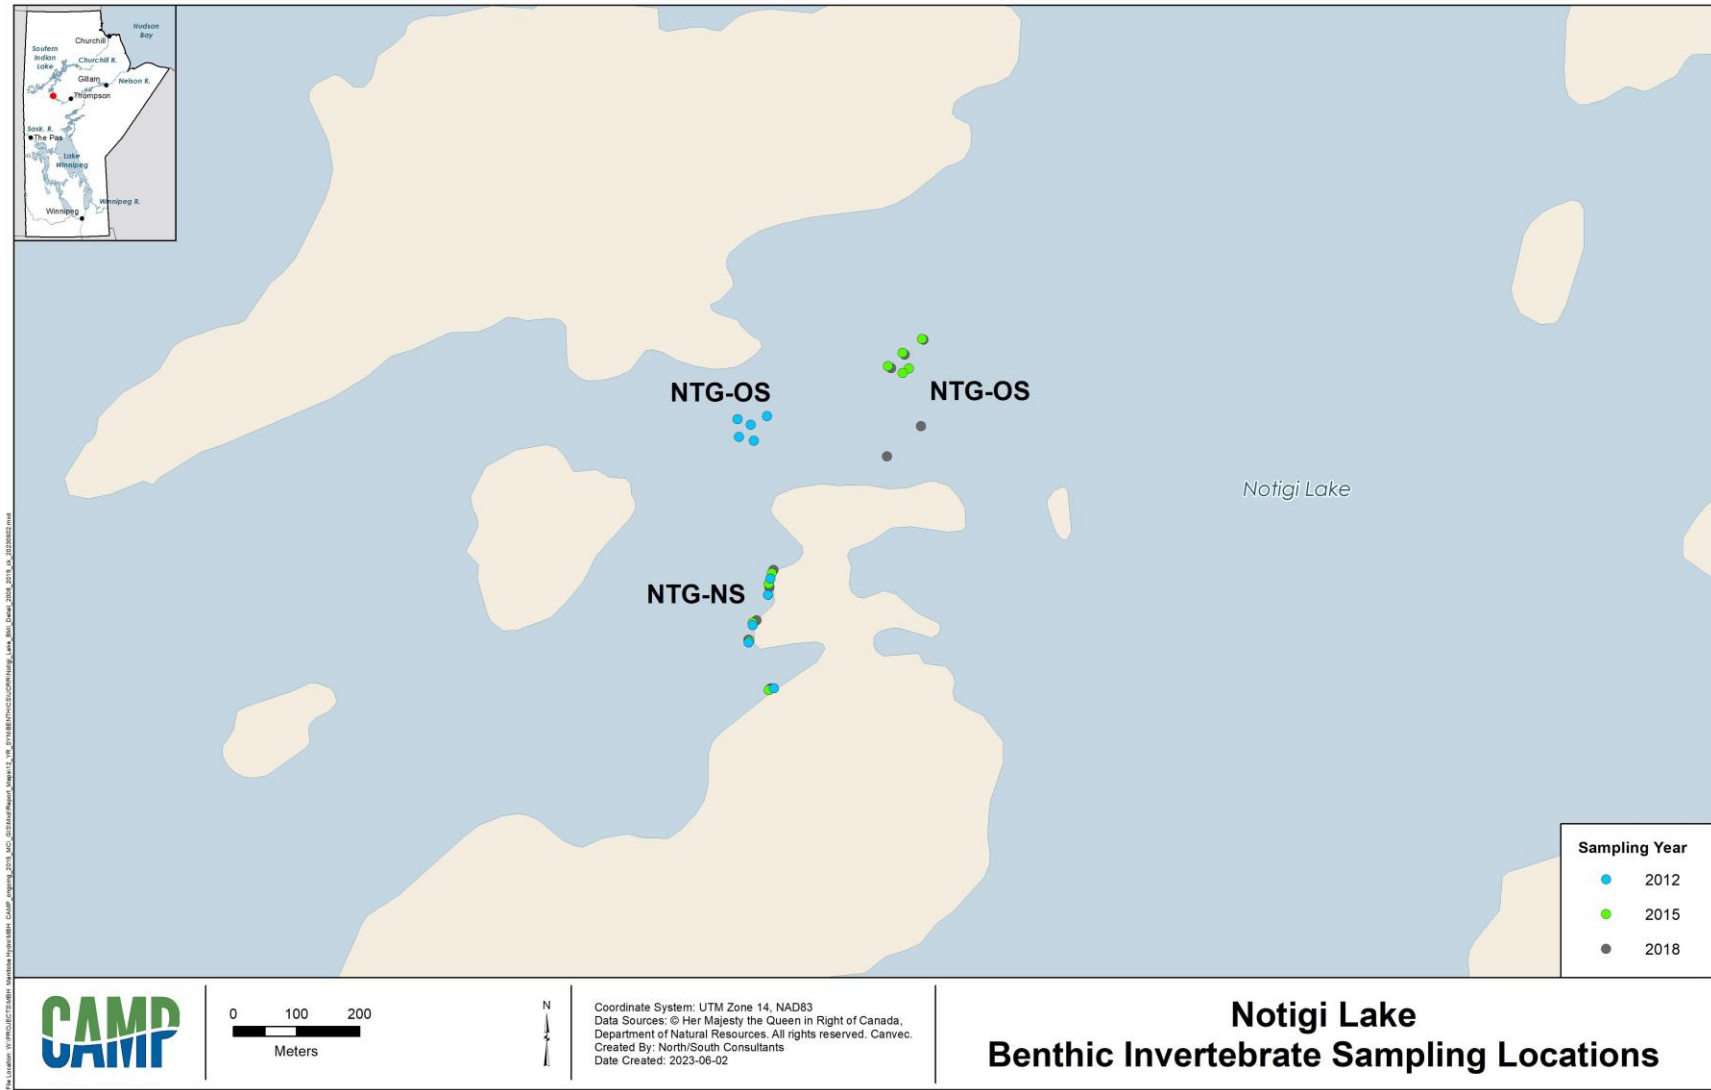 Hudson
Bay
Churchill
Soutern
Indian
Lake
Churchill R.
Gillam
Nelson R.
Thompson
Sask. R.
The Pas
Lake
Winnipeg
Winnipeg R.
Winnipeg
NTG-OS
NTG-OS
Notigi Lake
NTG-NS
Sampling Year
2012
2015
2018
CAMP
0 100 200
Meters
N
Coordinate System: UTM Zone 14, NAD83
Data Sources: © Her Majesty the Queen in Right of Canada,
Department of Natural Resources. All rights reserved. Canvec.
Created By: North/South Consultants
Date Created: 2023-06-02
Notigi Lake
Benthic Invertebrate Sampling Locations